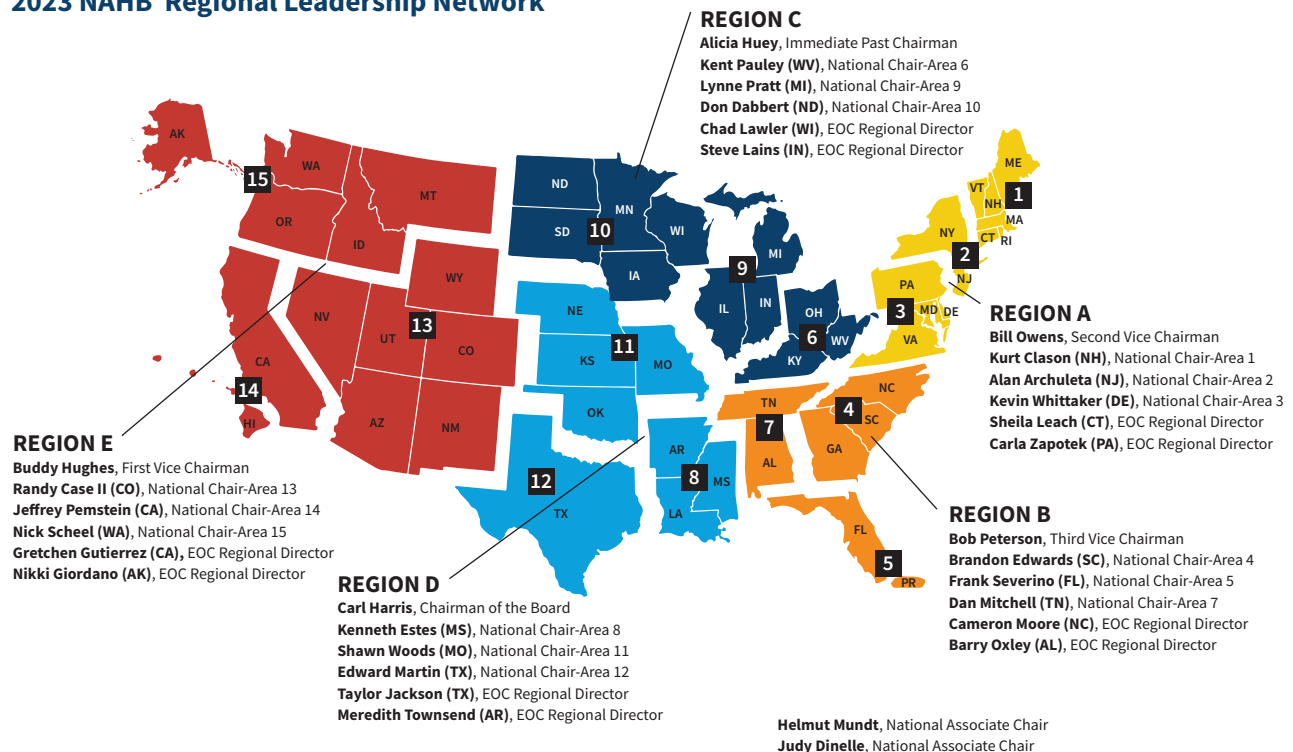 2023 NAHB Regional Leadership Network
REGION C
Alicia Huey, Immediate Past Chairman
Kent Pauley (WV), National Chair-Area 6
Lynne Pratt (MI), National Chair-Area 9
Don Dabbert (ND), National Chair-Area 10
Chad Lawler (WI), EOC Regional Director
Steve Lains (IN), EOC Regional Director
AK
WA
15
OR
ID
MT
WY
NV
UT
13
CO
CA
14
HI
AZ
NM
ND
MN
SD
10
WI
IA
MI
9
IL
IN
OH
6
WV
KY
NE
11
KS
MO
OK
12
TX
AR
8
MS
LA
TN
7
AL
NC
4
SC
GA
FL
5
PR
ME
VT
NH
1
MA
NY
CT
RI
2
NJ
PA
3
MD
DE
VA
REGION A
Bill Owens, Second Vice Chairman
Kurt Clason (NH), National Chair-Area 1
Alan Archuleta (NJ), National Chair-Area 2
Kevin Whittaker (DE), National Chair-Area 3
Sheila Leach (CT), EOC Regional Director
Carla Zapotek (PA), EOC Regional Director
REGION E
Buddy Hughes, First Vice Chairman
Randy Case II (CO), National Chair-Area 13
Jeffrey Pemstein (CA), National Chair-Area 14
Nick Scheel (WA), National Chair-Area 15
Gretchen Gutierrez (CA), EOC Regional Director
Nikki Giordano (AK), EOC Regional Director
REGION B
Bob Peterson, Third Vice Chairman
Brandon Edwards (SC), National Chair-Area 4
Frank Severino (FL), National Chair-Area 5
Dan Mitchell (TN), National Chair-Area 7
Cameron Moore (NC), EOC Regional Director
Barry Oxley (AL), EOC Regional Director
REGION D
Carl Harris, Chairman of the Board
Kenneth Estes (MS), National Chair-Area 8
Shawn Woods (MO), National Chair-Area 11
Edward Martin (TX), National Chair-Area 12
Taylor Jackson (TX), EOC Regional Director
Meredith Townsend (AR), EOC Regional Director
Helmut Mundt, National Associate Chair
Judy Dinelle, National Associate Chair